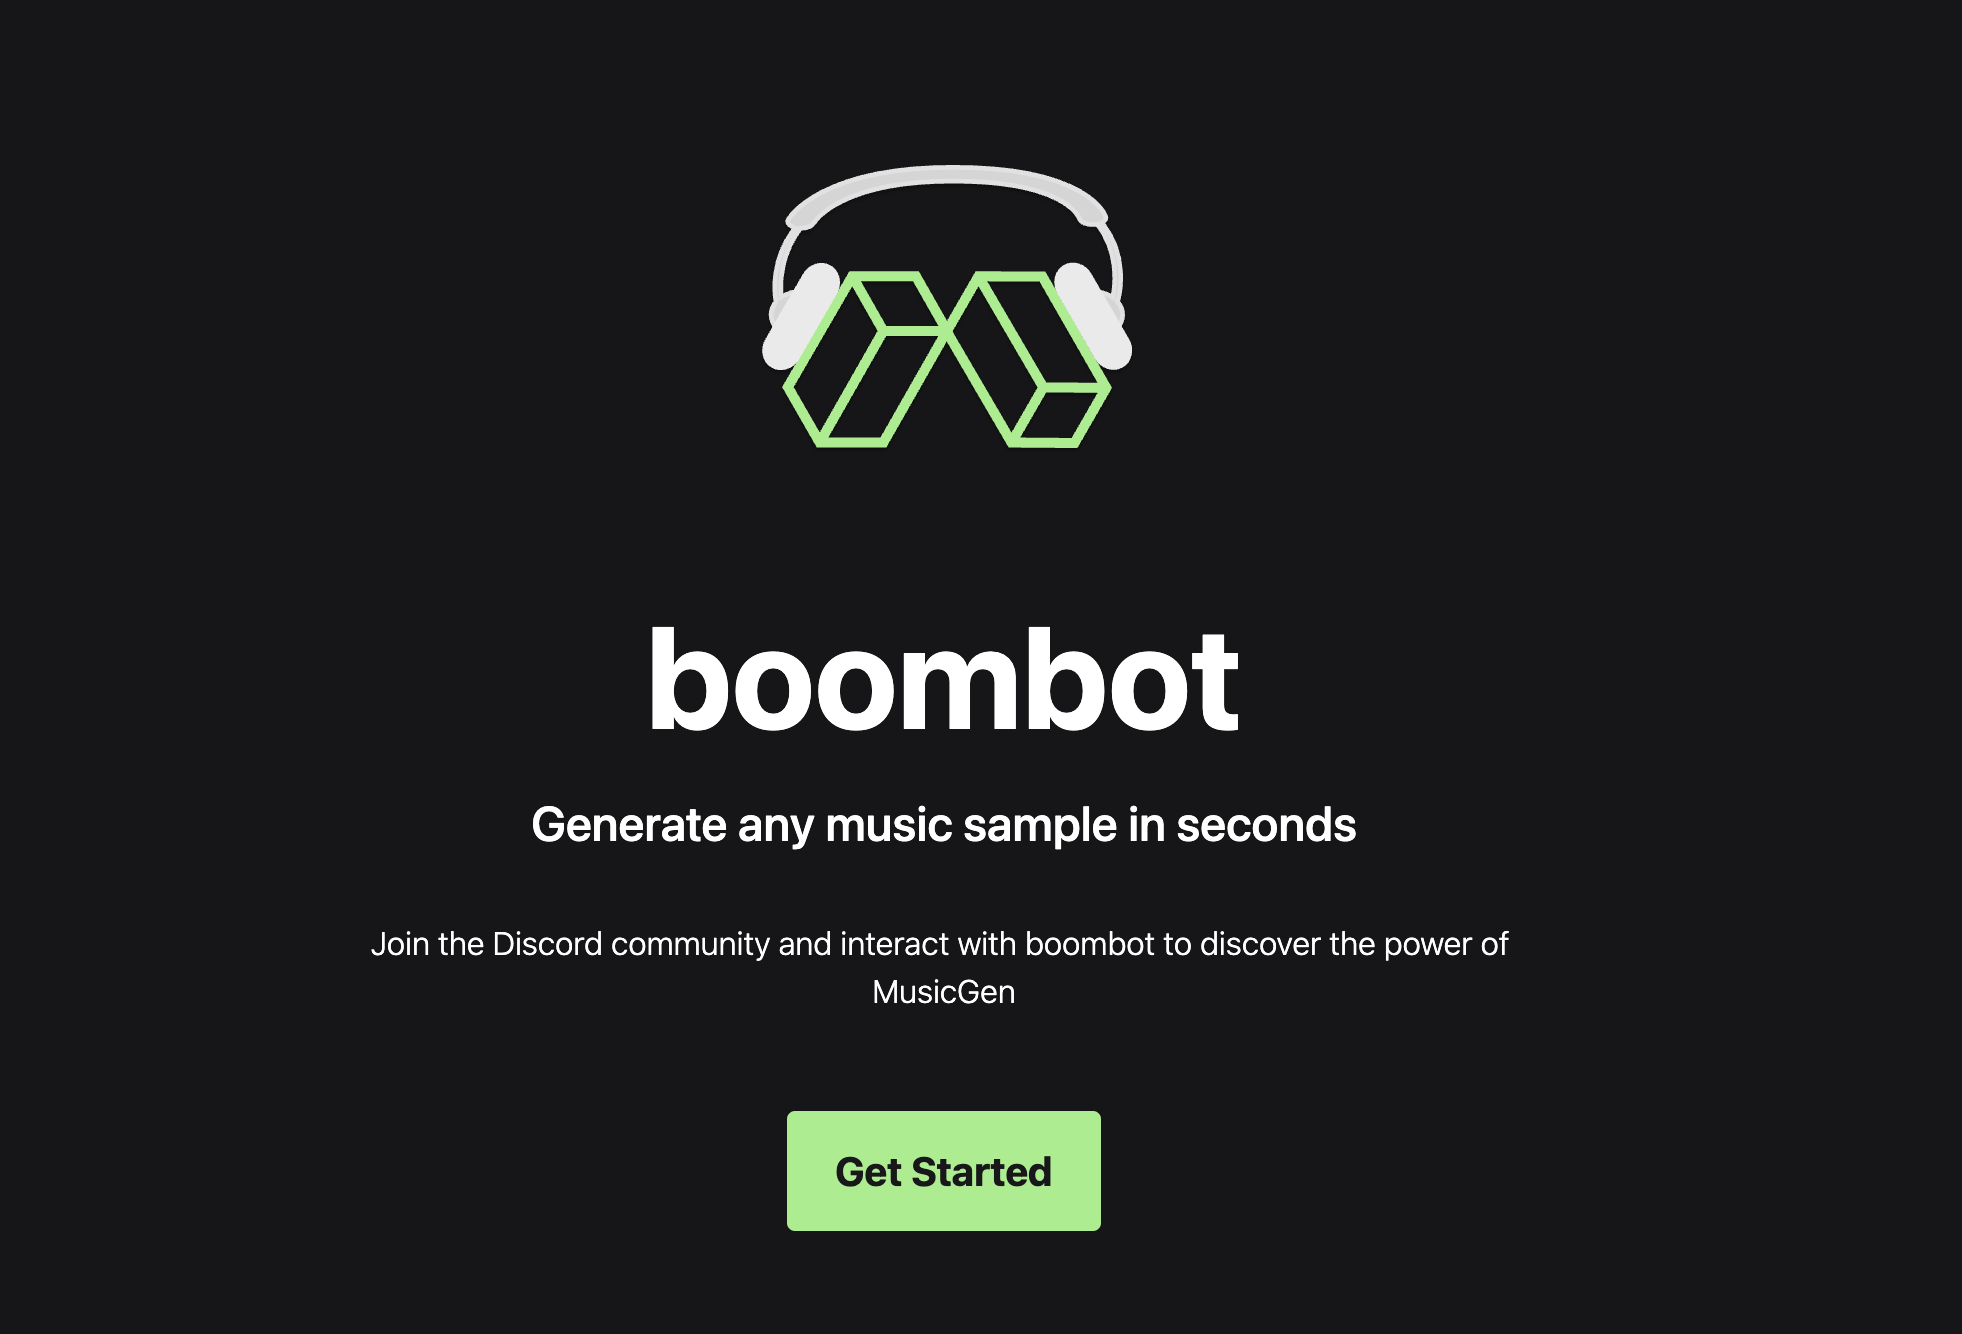 boombot
Generate any music sample in seconds
Join the Discord community and interact with boombot to discover the power of
MusicGen
Get Started